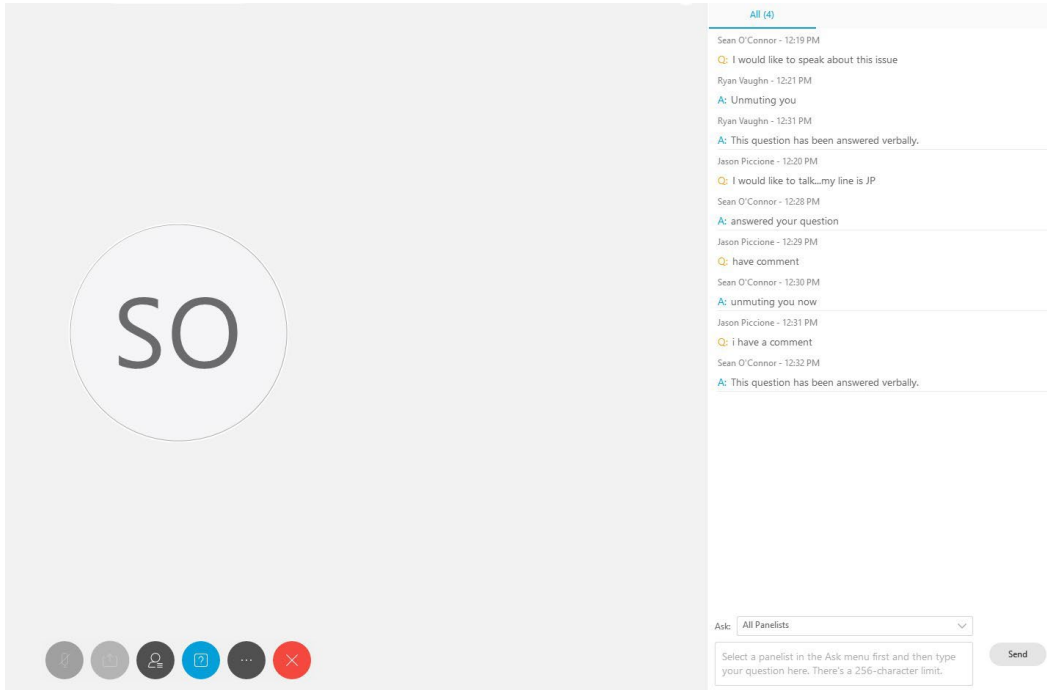 All (4)
Sean O'Connor - 12:19 PM
Q: I would like to speak about this issue
Ryan Vaughn - 12:21 PM
A: Unmuting you
Ryan Vaughn - 12:31 PM
A: This question has been answered verbally.
Jason Piccione - 12:20 PM
Q: I would like to talk...my line is JP
Sean O'Connor - 12:28 PM
A: answered your question
Jason Piccione - 12:29 PM
Q: have comment
Sean O'Connor - 12:30 PM
A: unmuting you now
Jason Piccione - 12:31 PM
Q: i have a comment
Sean O'Connor - 12:32 PM
A: This question has been answered verbally.
SO
Ask: All Panelists
Select a panelist in the Ask menu first and then type
your question here. There's a 256-character limit.
Send